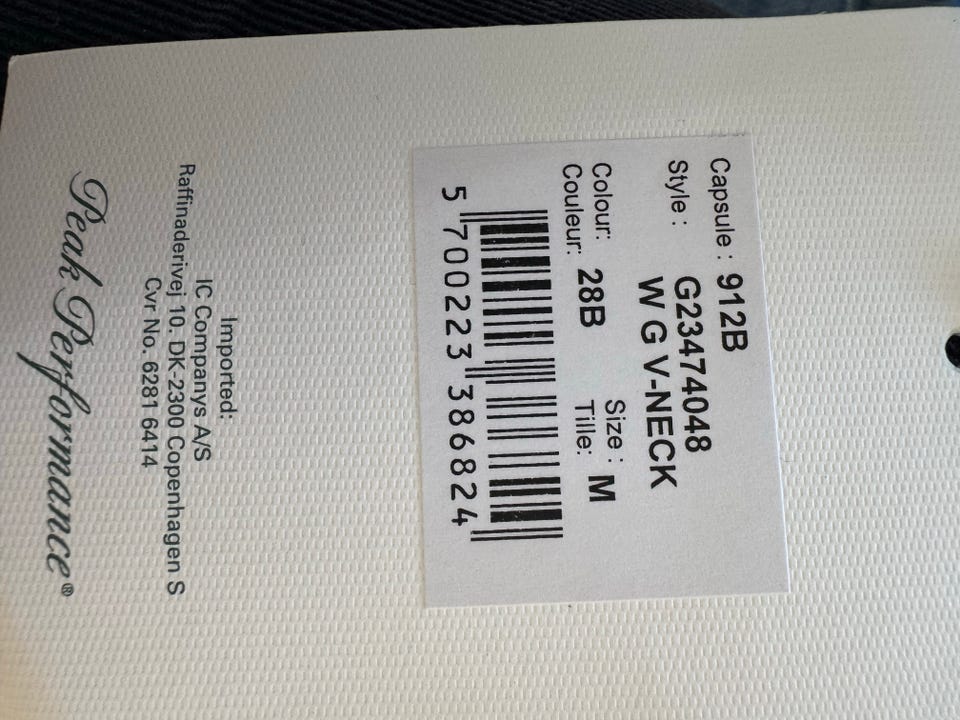 Capsule : 912B
Style : G23474048
W G V-NECK
Colour: Size :
Couleur: 28B Tille: M
5 700223 386824
Imported:
IC Companys A/S
Raffinaderivej 10. DK-2300 Copenhagen S
Cvr No. 6281 6414
Peak Performance®